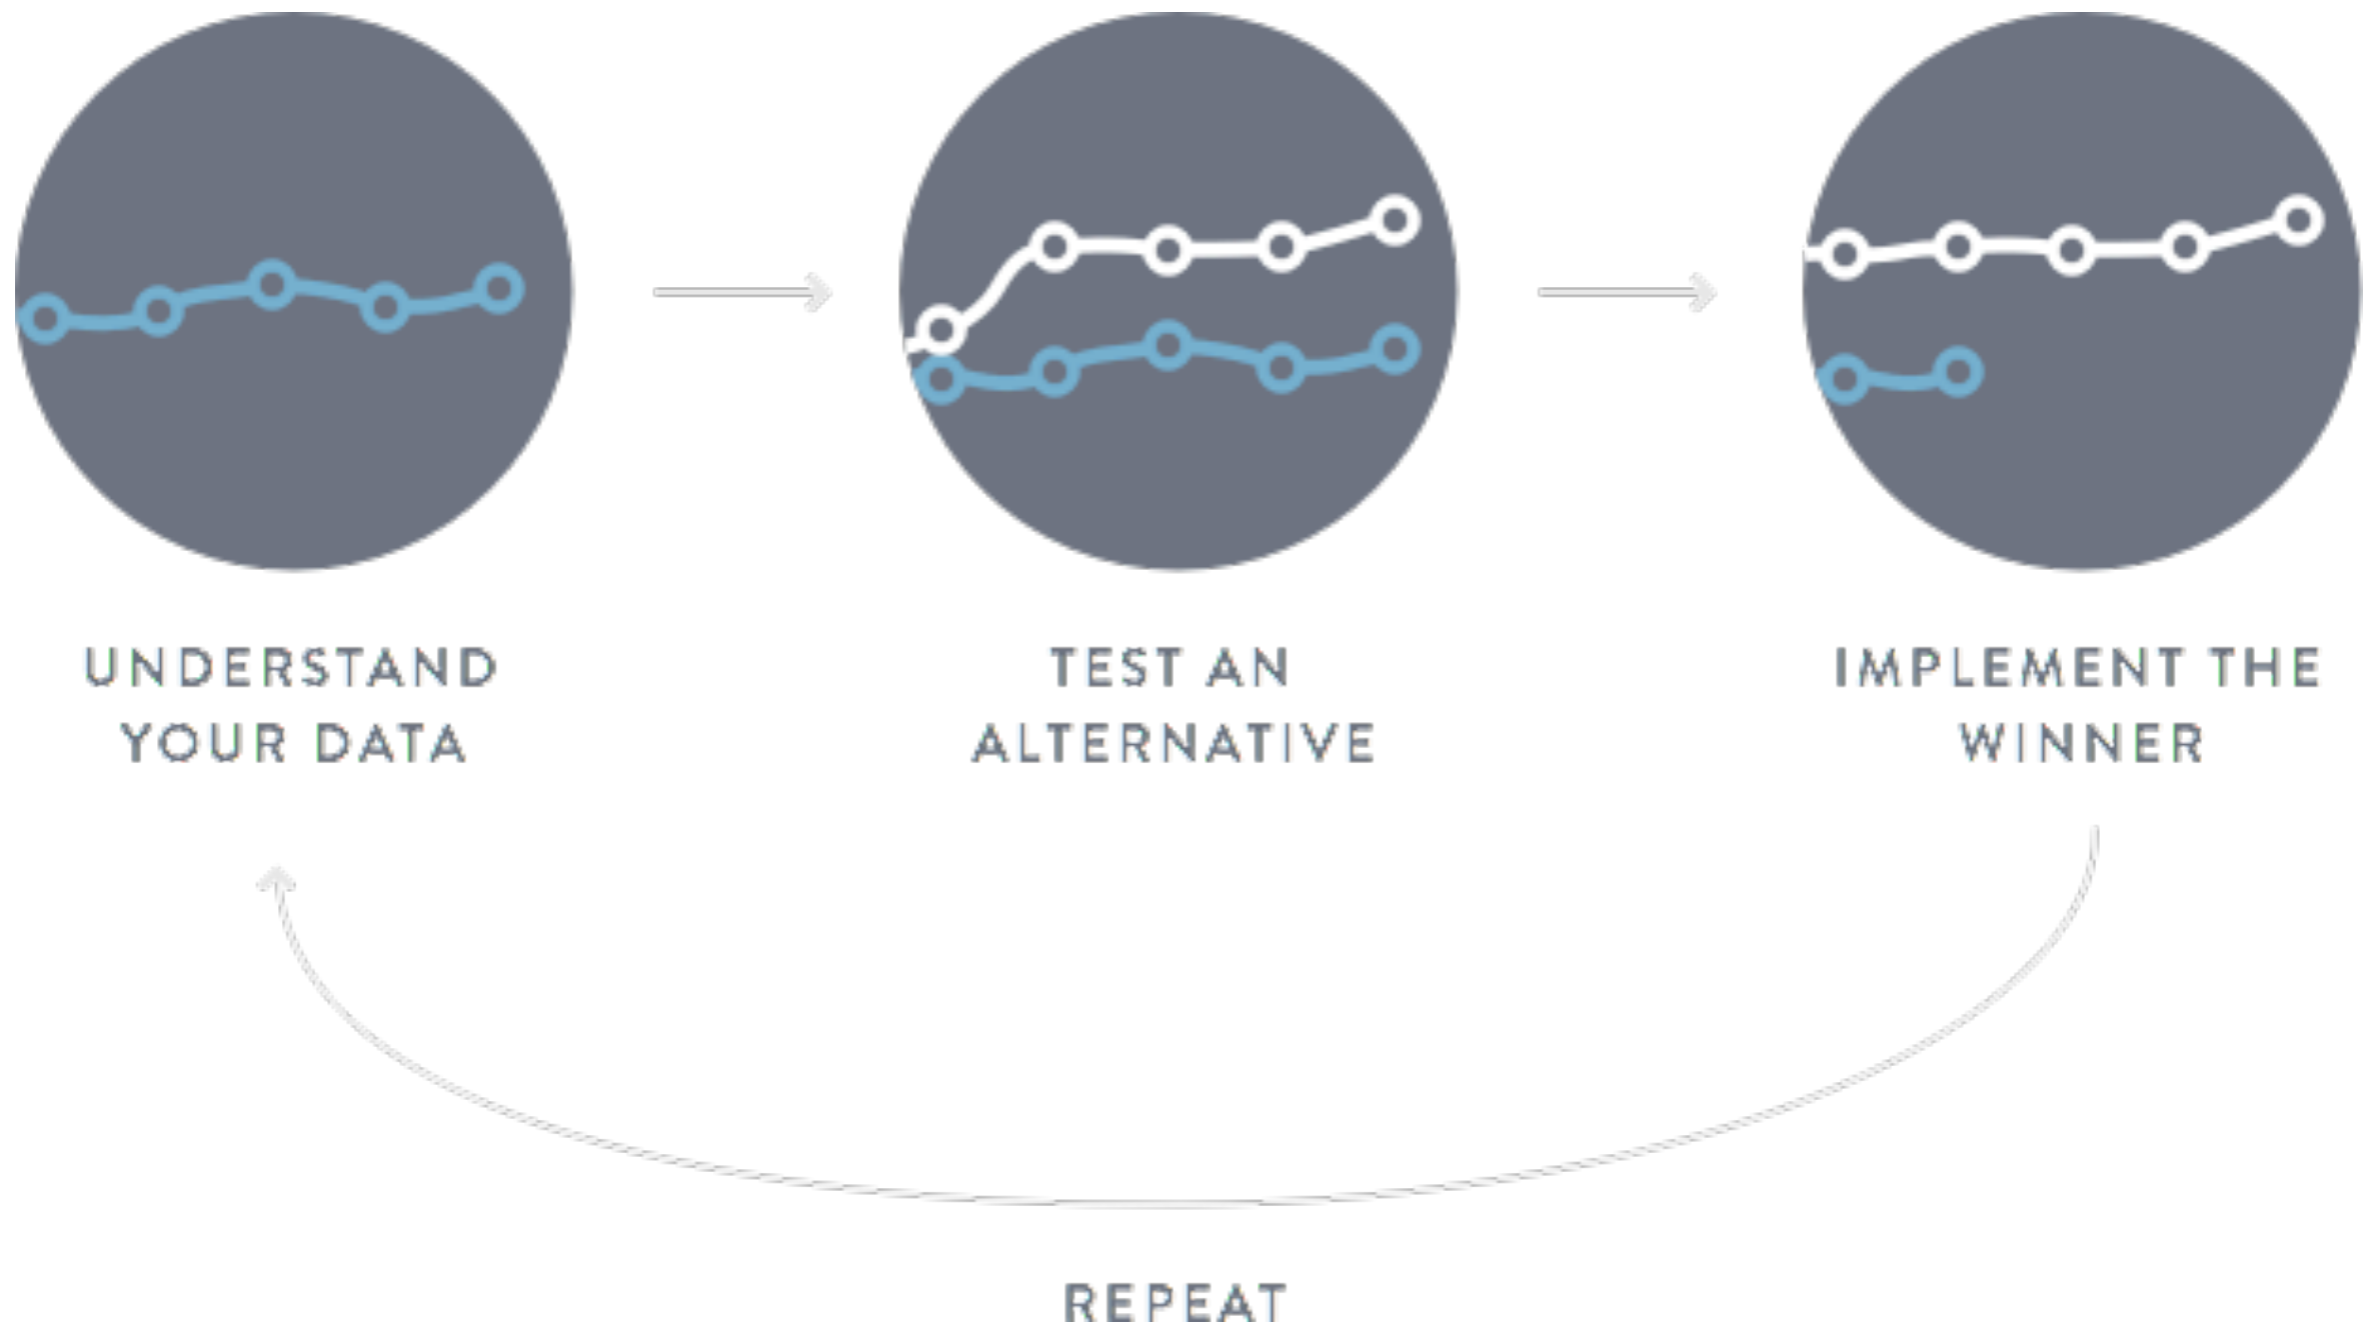 UNDERSTAND
YOUR DATA
TEST AN
ALTERNATIVE
IMPLEMENT THE
WINNER
REPEAT